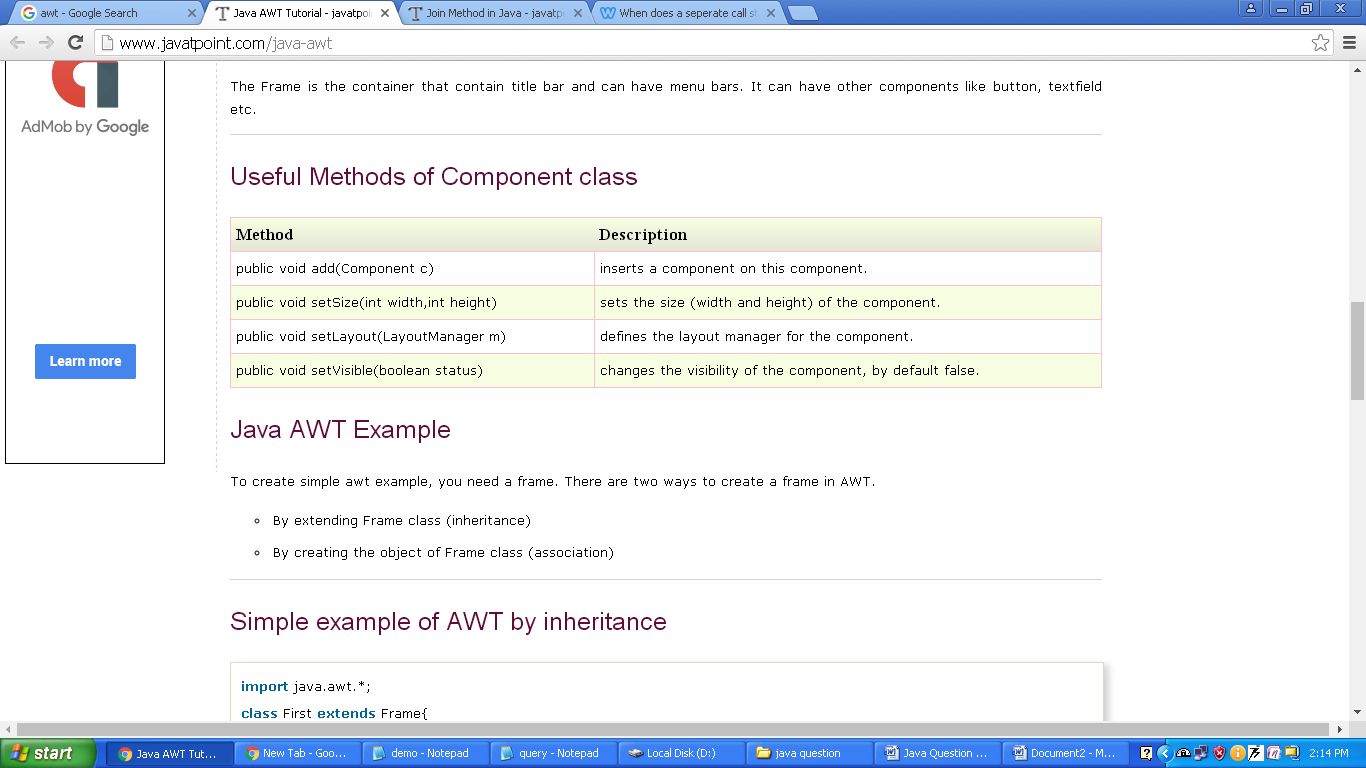 awt - Google Search
Java AWT Tutorial - javatpoi
Join Method in Java - javatp
When does a seperate call st
www.javatpoint.com/java-awt
AdMob by Google
Learn more
The Frame is the container that contain title bar and can have menu bars. It can have other components like button, textfield
etc.
Useful Methods of Component class
Method Description
public void add(Component c) inserts a component on this component.
public void setSize(int width,int height) sets the size (width and height) of the component.
public void setLayout(LayoutManager m) defines the layout manager for the component.
public void setVisible(boolean status) changes the visibility of the component, by default false.
Java AWT Example
To create simple awt example, you need a frame. There are two ways to create a frame in AWT.
By extending Frame class (inheritance)
By creating the object of Frame class (association)
Simple example of AWT by inheritance
import java.awt.*;
class First extends Frame{
start
Java AWT Tut...
New Tab - Goo...
demo - Notepad
query - Notepad
Local Disk (D:)
java question
Java Question ...
Document2 - M...
2:14 PM